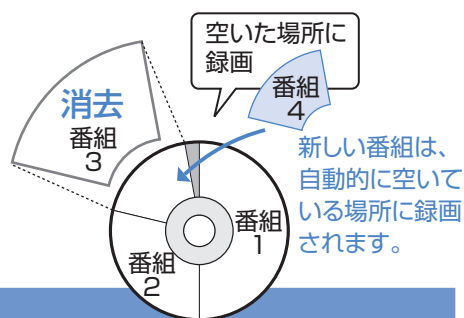 空いた場所に
録画
消去
番組
3
番組
4
新しい番組は、
自動的に空いて
いる場所に録画
されます。
番組
1
番組
2